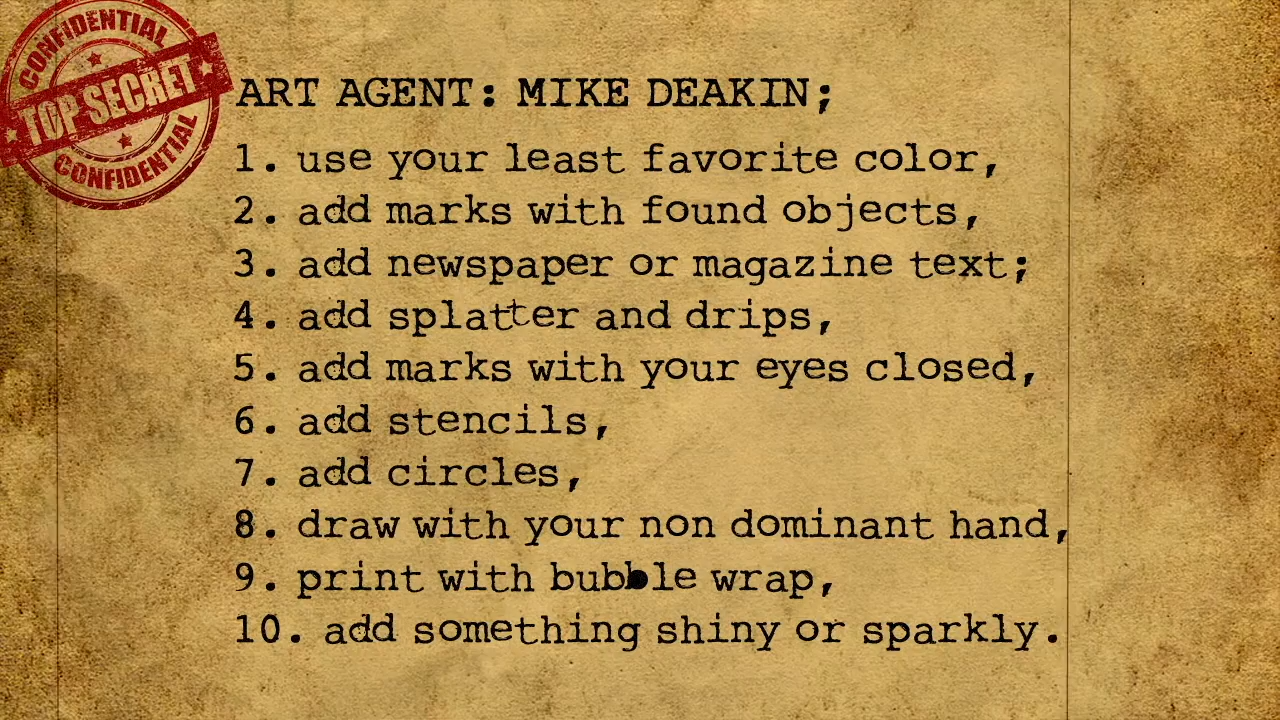 CONFIDENTIAL
TOP SECRET
CONFIDENTIAL
ART AGENT: MIKE DEAKIN;
1. use your least favorite color,
2. add marks with found objects,
3. add newspaper or magazine text;
4. add splatter and drips,
5. add marks with your eyes closed,
6. add stencils,
7. add circles,
8. draw with your non dominant hand,
9. print with bubble wrap,
10. add something shiny or sparkly.